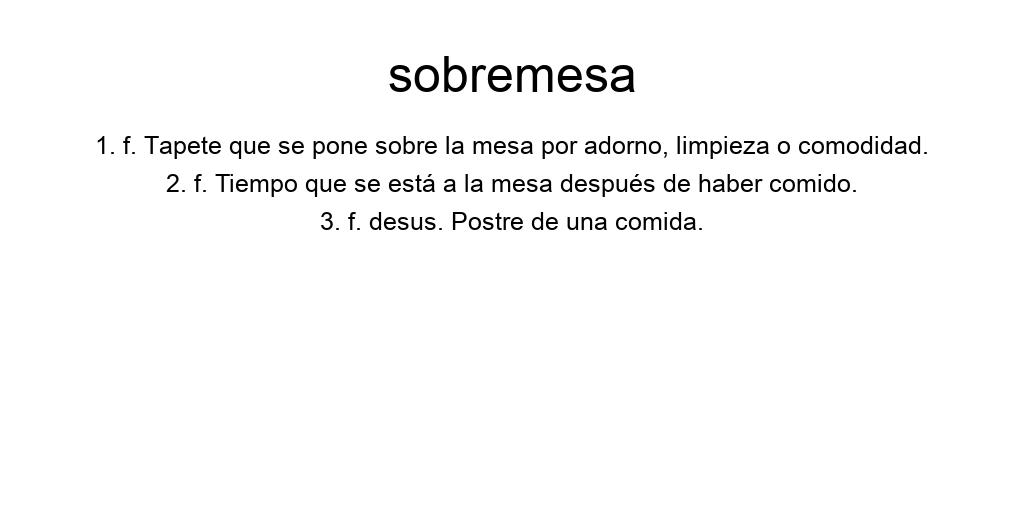 sobremesa
1. f. Tapete que se pone sobre la mesa por adorno, limpieza o comodidad.
2. f. Tiempo que se está a la mesa después de haber comido.
3. f. desus. Postre de una comida.